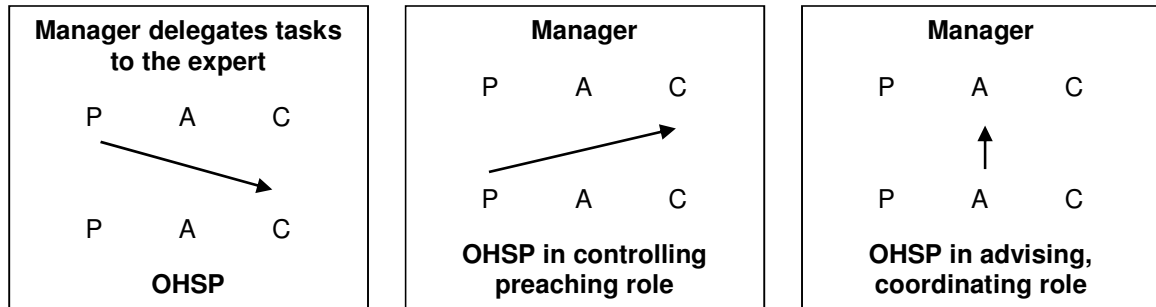 Manager delegates tasks
to the expert
P A C
P A C
OHSP
Manager
P A C
P A C
OHSP in controlling
preaching role
Manager
P A C
P A C
OHSP in advising,
coordinating role